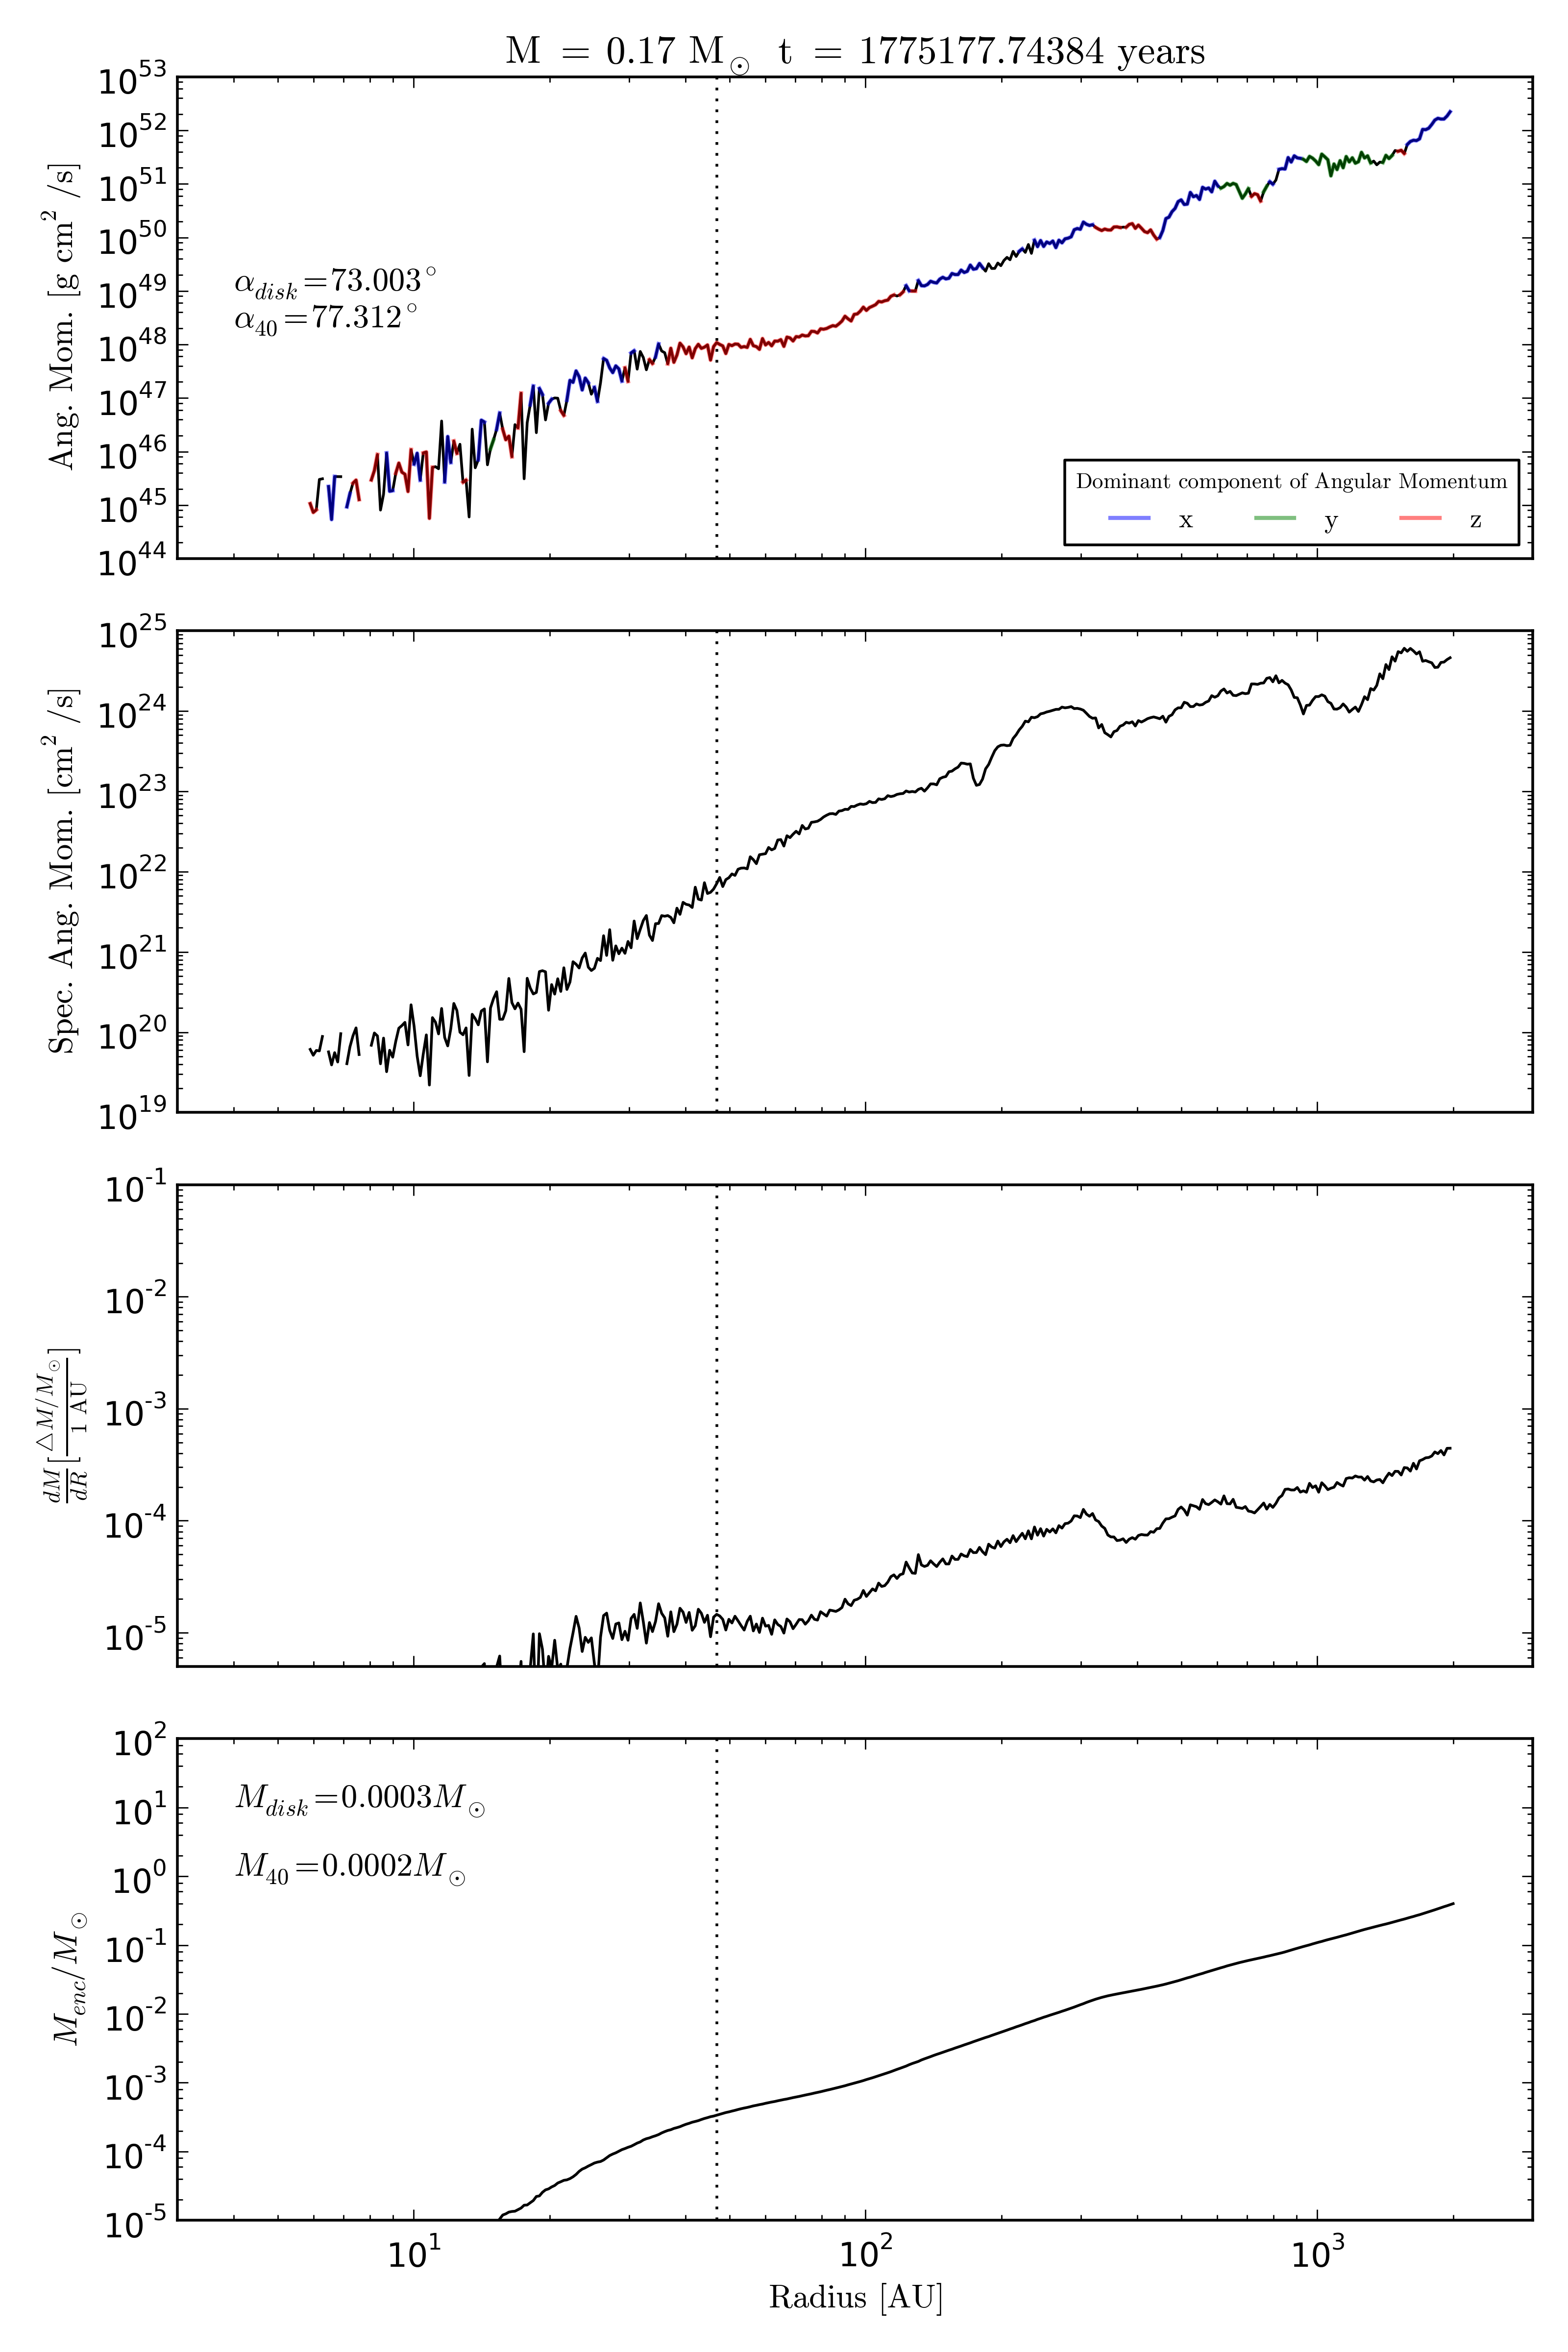 M = 0.17 M⊙ t = 1775177.74384 years
10^53
10^52
10^51
10^50
10^49
10^48
10^47
10^46
10^45
10^44
Ang. Mom. [g cm^2 /s]
α_disk=73.003°
α_40=77.312°
Dominant component of Angular Momentum
x y z
10^25
10^24
10^23
10^22
10^21
10^20
10^19
Spec. Ang. Mom. [cm^2 /s]
10^-1
10^-2
10^-3
10^-4
10^-5
dM/dR [△M/M⊙ / 1 AU]
10^2
10^1
10^0
10^-1
10^-2
10^-3
10^-4
10^-5
M_enc/M⊙
M_disk=0.0003M⊙
M_40=0.0002M⊙
10^1 10^2 10^3
Radius [AU]